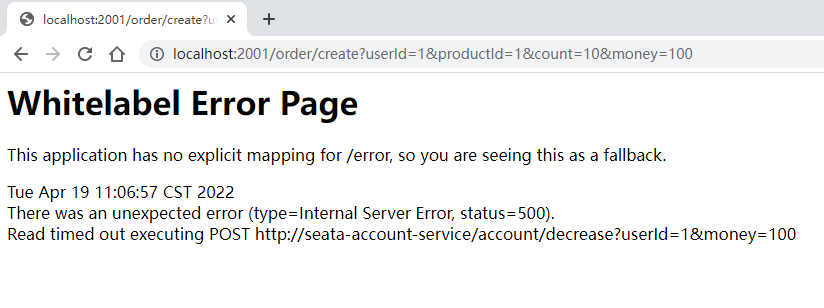 localhost:2001/order/create?us
localhost:2001/order/create?userId=1&productId=1&count=10&money=100
Whitelabel Error Page
This application has no explicit mapping for /error, so you are seeing this as a fallback.
Tue Apr 19 11:06:57 CST 2022
There was an unexpected error (type=Internal Server Error, status=500).
Read timed out executing POST http://seata-account-service/account/decrease?userId=1&money=100